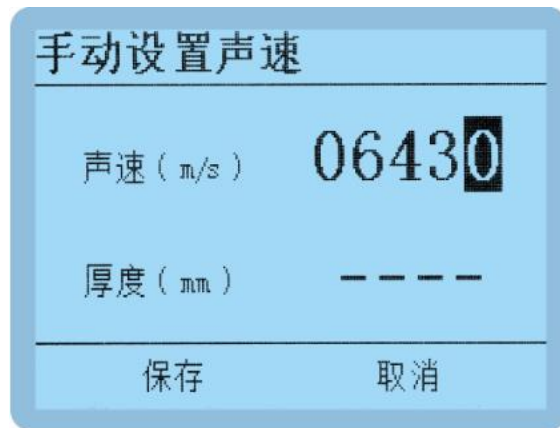 手动设置声速
声速（m/s） 06430
厚度（mm） ----
保存 取消